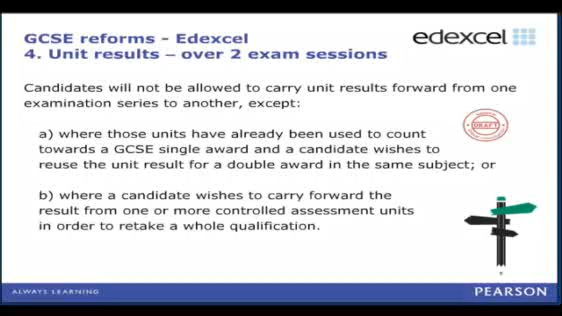 GCSE reforms - Edexcel
4. Unit results – over 2 exam sessions
edexcel
Candidates will not be allowed to carry unit results forward from one
examination series to another, except:
DRAFT
a) where those units have already been used to count
towards a GCSE single award and a candidate wishes to
reuse the unit result for a double award in the same subject; or
b) where a candidate wishes to carry forward the
result from one or more controlled assessment units
in order to retake a whole qualification.
ALWAYS LEARNING
PEARSON